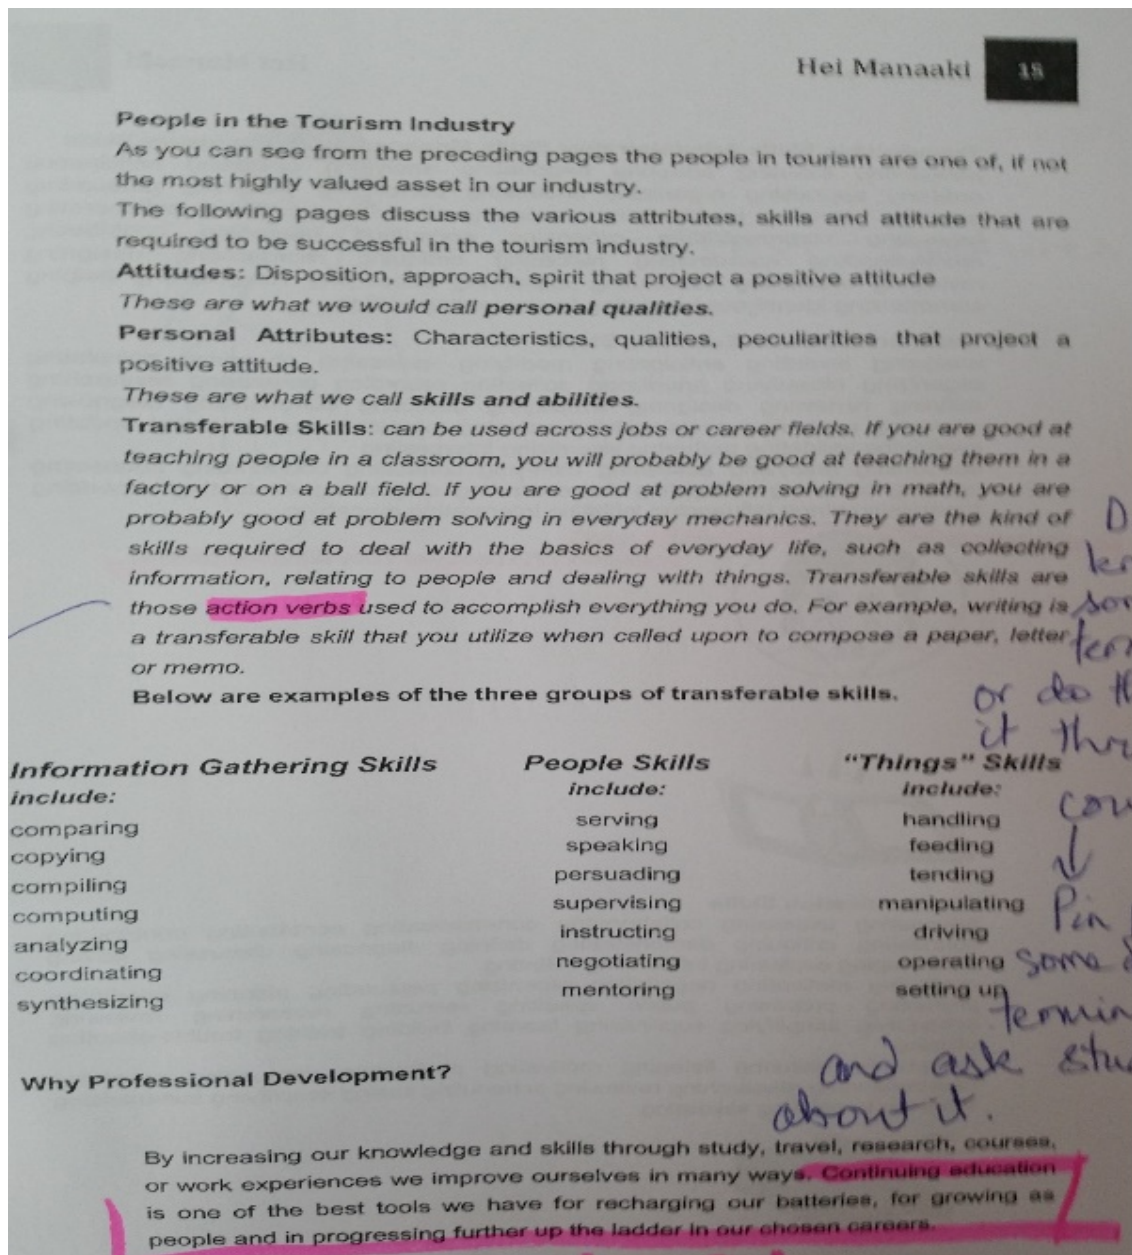 Hei Manaaki 15
People in the Tourism Industry
As you can see from the preceding pages the people in tourism are one of, if not
the most highly valued asset in our industry.
The following pages discuss the various attributes, skills and attitude that are
required to be successful in the tourism industry.
Attitudes: Disposition, approach, spirit that project a positive attitude
These are what we would call personal qualities.
Personal Attributes: Characteristics, qualities, peculiarities that project a
positive attitude.
These are what we call skills and abilities.
Transferable Skills: can be used across jobs or career fields. If you are good at
teaching people in a classroom, you will probably be good at teaching them in a
factory or on a ball field. If you are good at problem solving in math, you are
probably good at problem solving in everyday mechanics. They are the kind of
skills required to deal with the basics of everyday life, such as collecting
information, relating to people and dealing with things. Transferable skills are
those action verbs used to accomplish everything you do. For example, writing is
a transferable skill that you utilize when called upon to compose a paper, letter
or memo.
Below are examples of the three groups of transferable skills.
or do
it
Information Gathering Skills People Skills "Things" Skills
include: include: include:
comparing serving handling
copying speaking feeding
compiling persuading tending
computing supervising manipulating
analyzing instructing driving
coordinating negotiating operating
synthesizing mentoring setting up
Pin
some
and ask
about it.
Why Professional Development?
By increasing our knowledge and skills through study, travel, research, courses,
or work experiences we improve ourselves in many ways. Continuing education
is one of the best tools we have for recharging our batteries, for growing as
people and in progressing further up the ladder in our chosen careers.